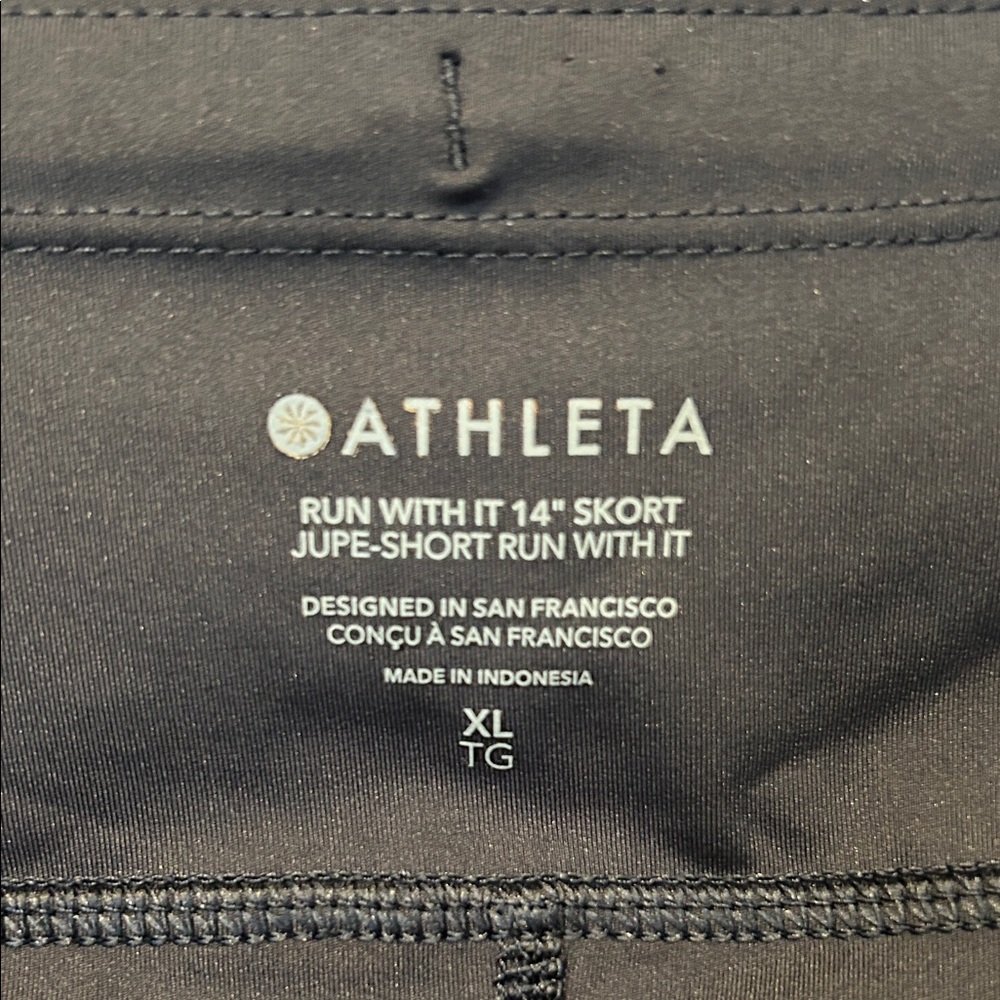 ATHLETA
RUN WITH IT 14" SKORT
JUPE-SHORT RUN WITH IT
DESIGNED IN SAN FRANCISCO
CONÇU À SAN FRANCISCO
MADE IN INDONESIA
XL
TG